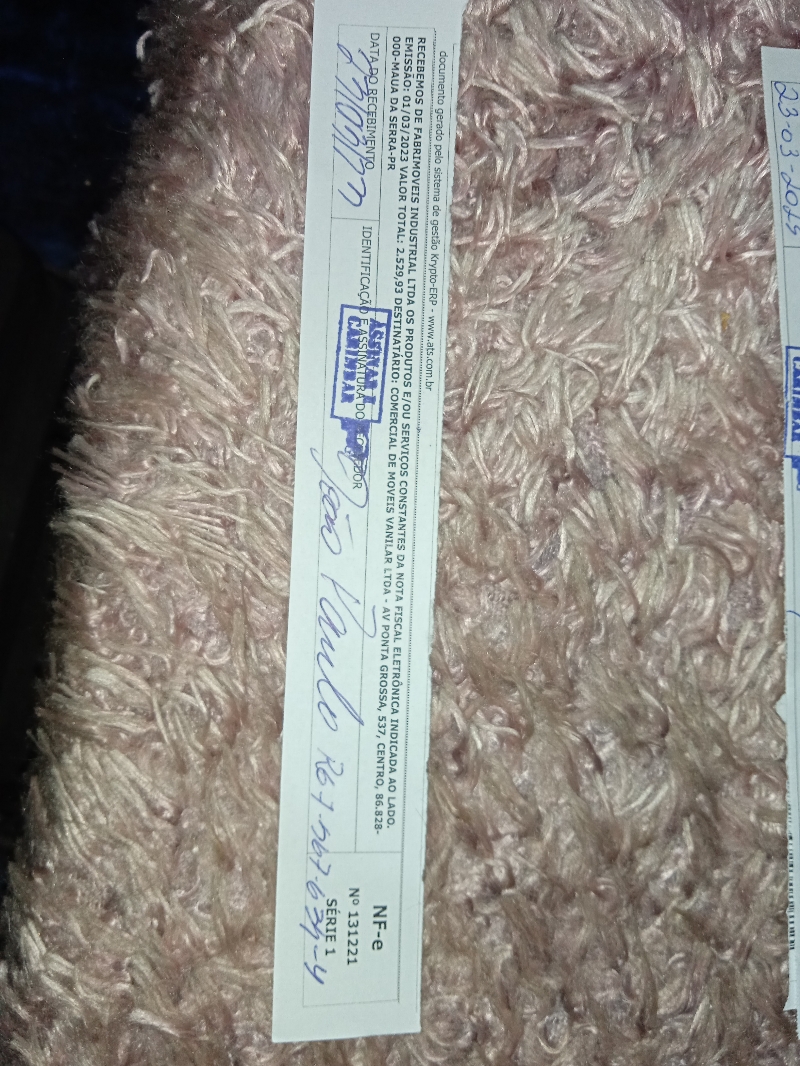 documento gerado pelo sistema de gestão Krypto-ERP - www.ats.com.br
RECEBEMOS DE FABRIMOVEIS INDUSTRIAL LTDA OS PRODUTOS E/OU SERVIÇOS CONSTANTES DA NOTA FISCAL ELETRÔNICA INDICADA AO LADO.
EMISSÃO: 01/03/2023 VALOR TOTAL: 2.529,93 DESTINATÁRIO: COMERCIAL DE MOVEIS VANILAR LTDA - AV PONTA GROSSA, 537, CENTRO, 86.828-
000-MAUA DA SERRA-PR
DATA DO RECEBIMENTO
IDENTIFICAÇÃO E ASSINATURA DO
João Paulo
NF-e
Nº 131221
SÉRIE 1
23-03-2023